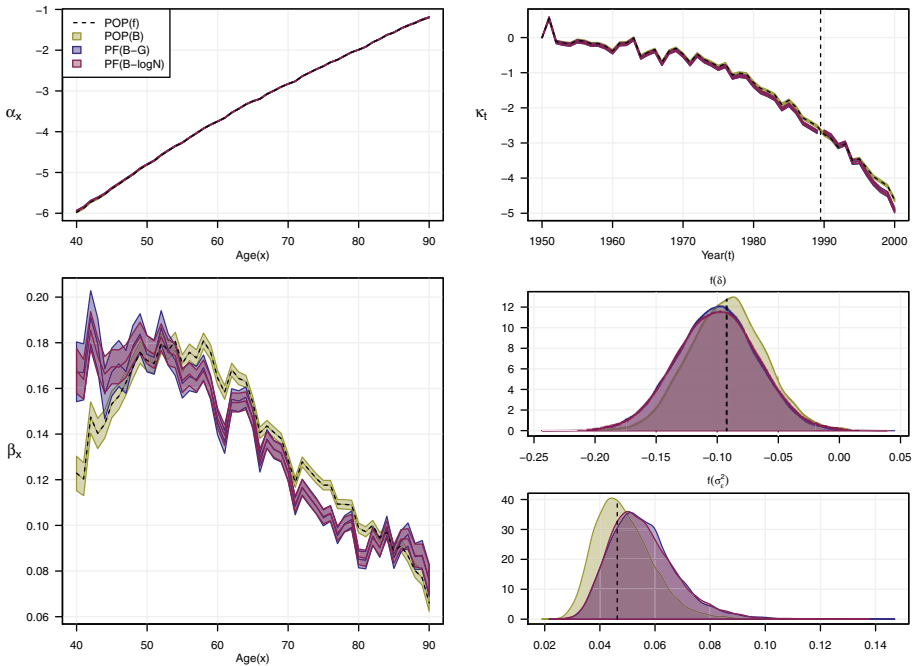 POP(f)
POP(B)
PF(B−G)
PF(B−logN)
αx
−1
−2
−3
−4
−5
−6
40 50 60 70 80 90
Age(x)
κt
0
−1
−2
−3
−4
−5
1950 1960 1970 1980 1990 2000
Year(t)
βx
0.20
0.18
0.16
0.14
0.12
0.10
0.08
0.06
40 50 60 70 80 90
Age(x)
f(δ)
12
10
8
6
4
2
0
−0.25 −0.20 −0.15 −0.10 −0.05 0.00 0.05
f(σ²ε)
40
30
20
10
0
0.02 0.04 0.06 0.08 0.10 0.12 0.14